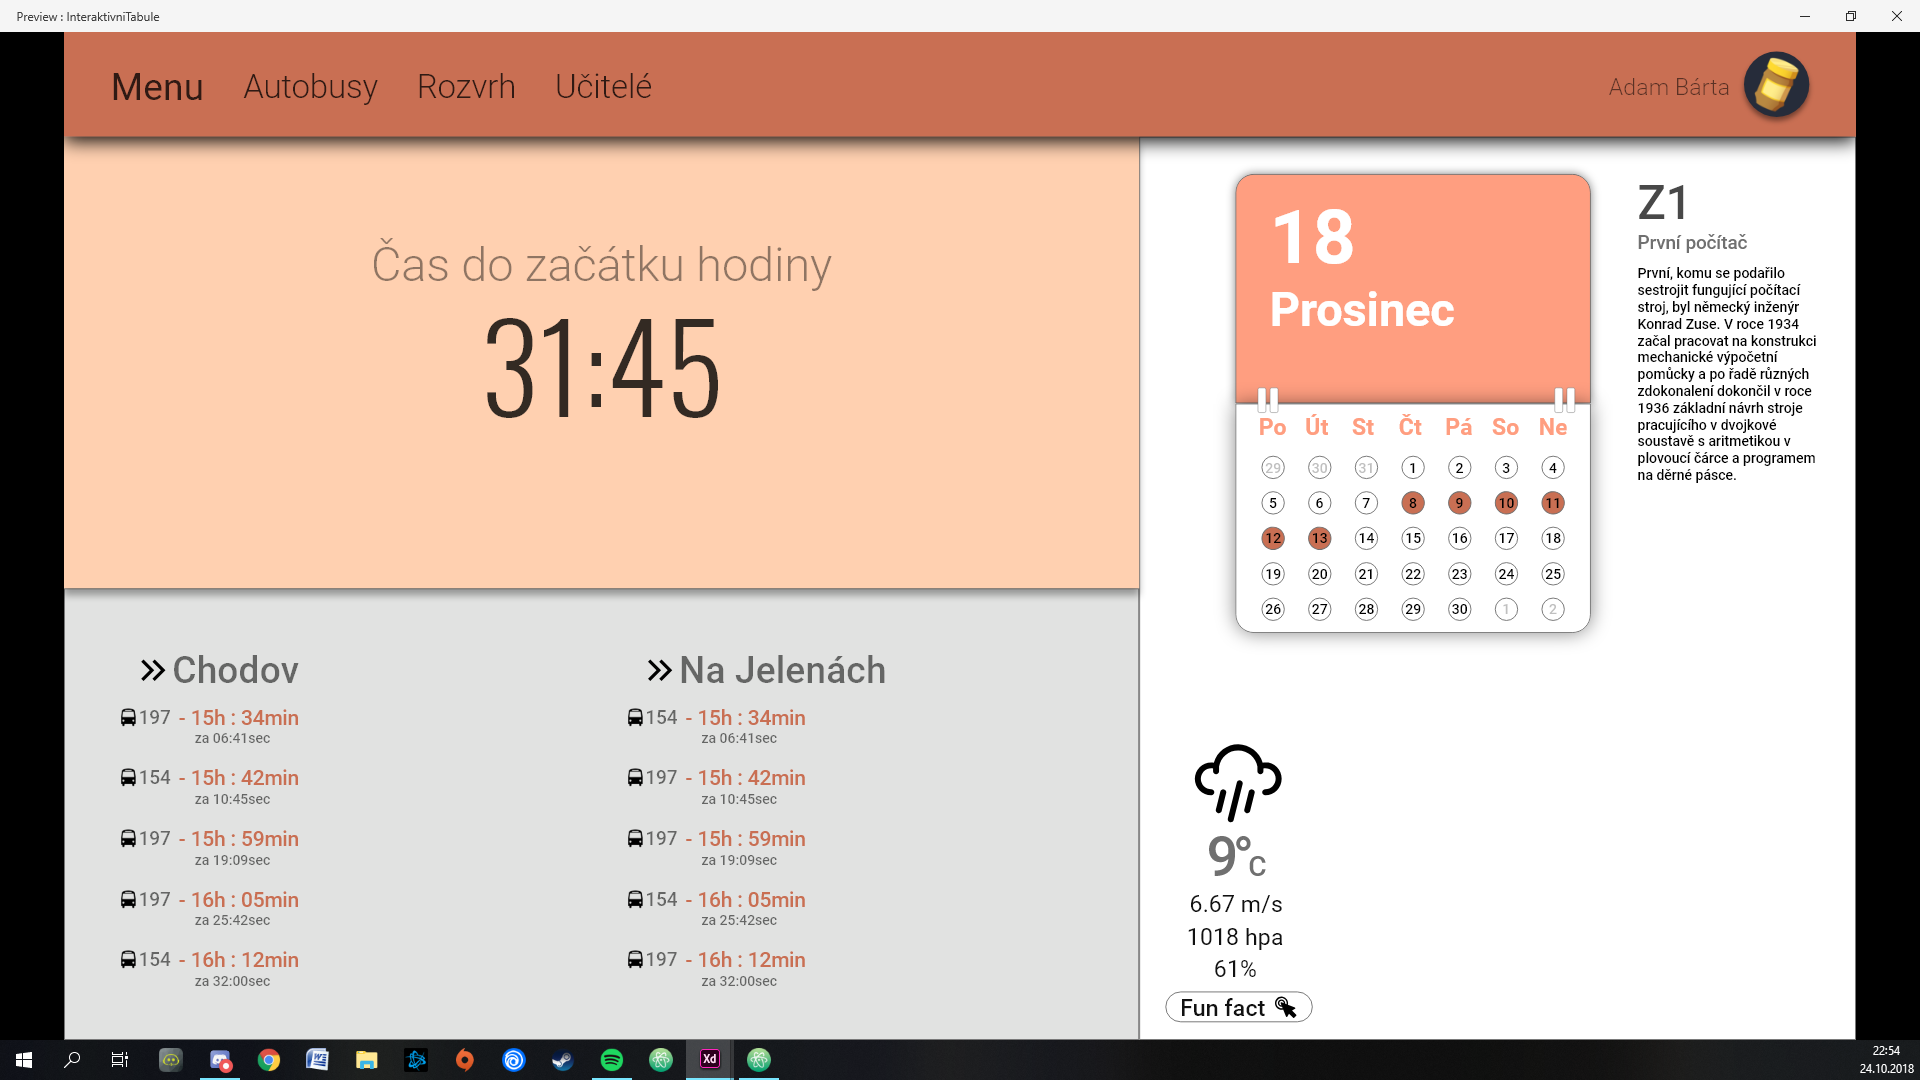 Preview : InteraktivniTabule
Menu Autobusy Rozvrh Učitelé
Adam Bárta
Čas do začátku hodiny
31:45
18
Prosinec
Po Út St Čt Pá So Ne
29 30 31 1 2 3 4
5 6 7 8 9 10 11
12 13 14 15 16 17 18
19 20 21 22 23 24 25
26 27 28 29 30 1 2
Z1
První počítač
První, komu se podařilo
sestrojit fungující počítací
stroj, byl německý inženýr
Konrad Zuse. V roce 1934
začal pracovat na konstrukci
mechanické výpočetní
pomůcky a po řadě různých
zdokonalení dokončil v roce
1936 základní návrh stroje
pracujícího v dvojkové
soustavě s aritmetikou v
plovoucí čárce a programem
na děrné pásce.
Chodov
197 - 15h : 34min
za 06:41sec
154 - 15h : 42min
za 10:45sec
197 - 15h : 59min
za 19:09sec
197 - 16h : 05min
za 25:42sec
154 - 16h : 12min
za 32:00sec
Na Jelenách
154 - 15h : 34min
za 06:41sec
197 - 15h : 42min
za 10:45sec
197 - 15h : 59min
za 19:09sec
154 - 16h : 05min
za 25:42sec
197 - 16h : 12min
za 32:00sec
9°C
6.67 m/s
1018 hpa
61%
Fun fact
Xd
22:54
24.10.2018